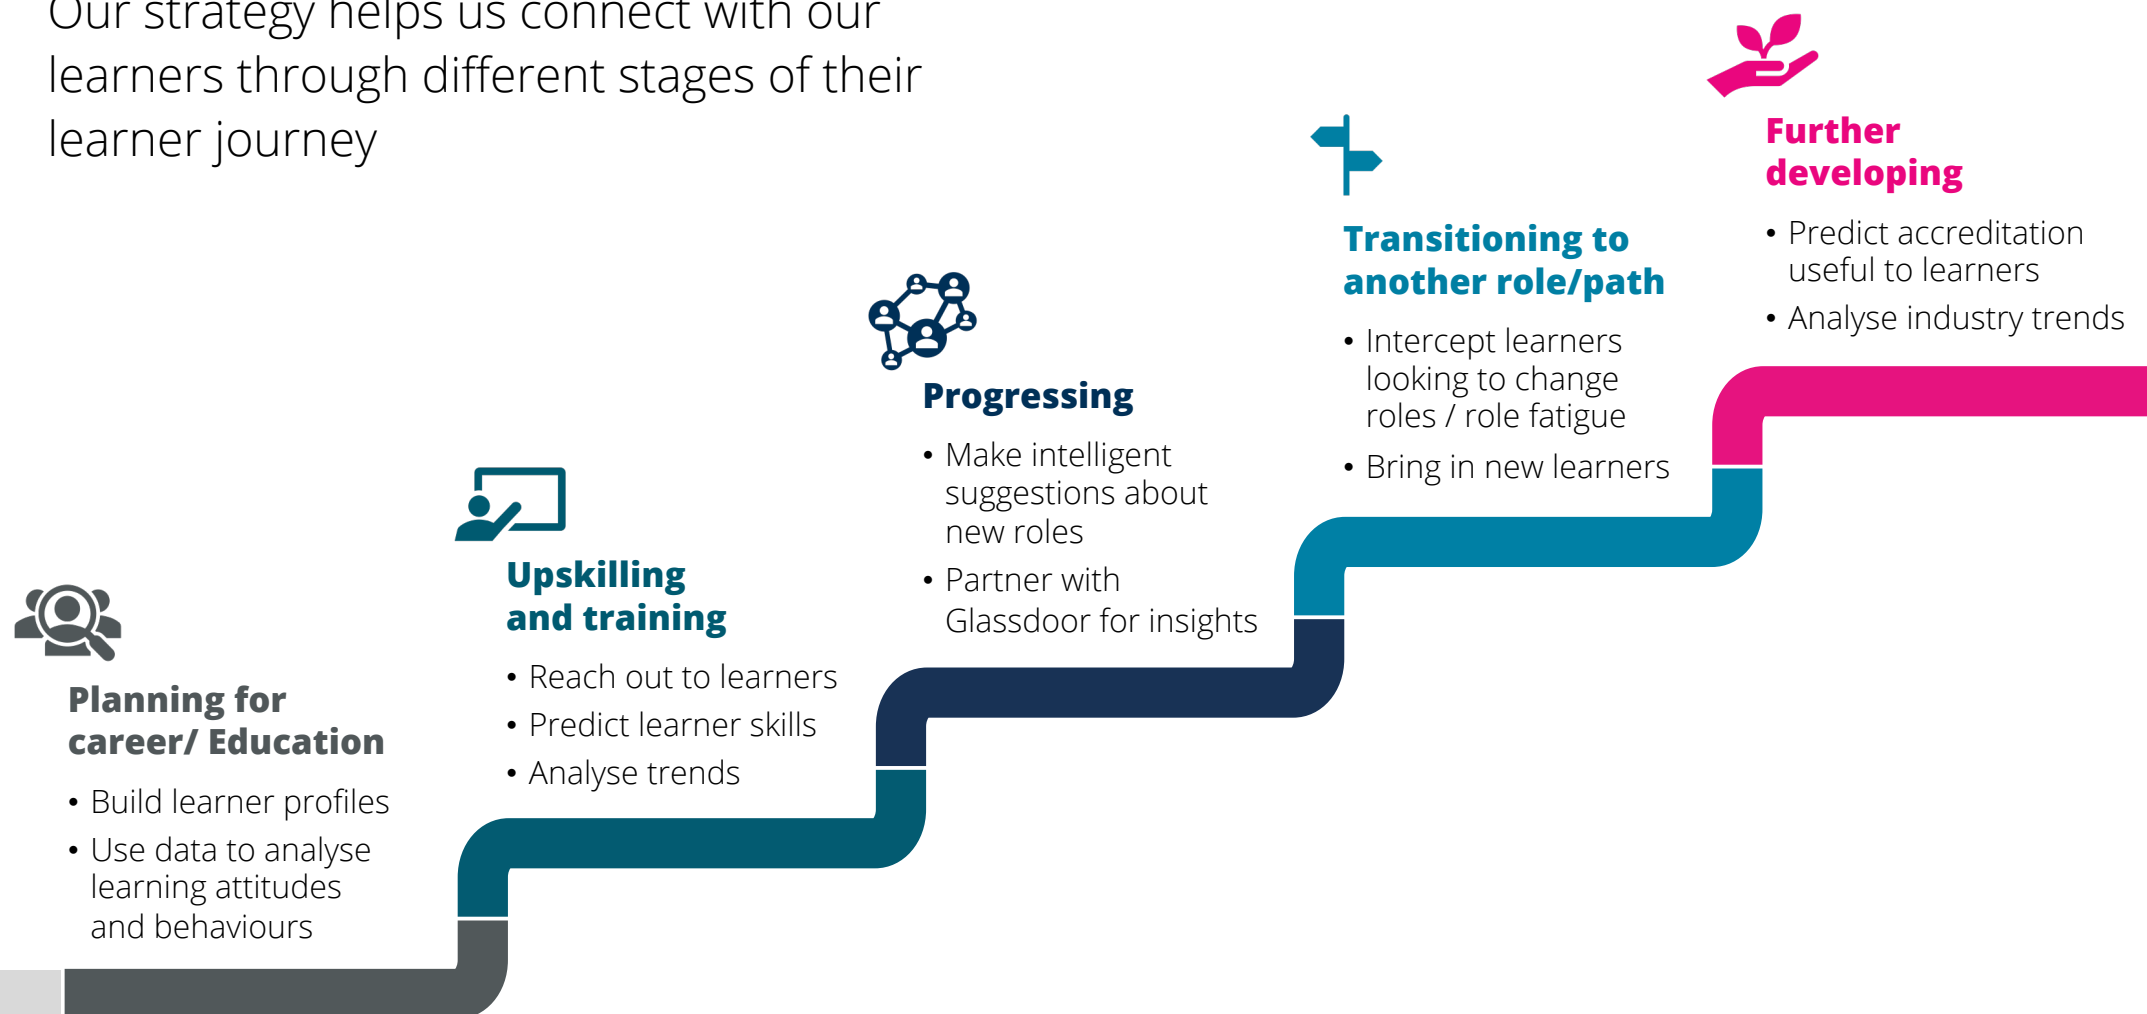 Our strategy helps us connect with our
learners through different stages of their
learner journey
Planning for
career/ Education
• Build learner profiles
• Use data to analyse
learning attitudes
and behaviours
Upskilling
and training
• Reach out to learners
• Predict learner skills
• Analyse trends
Progressing
• Make intelligent
suggestions about
new roles
• Partner with
Glassdoor for insights
Transitioning to
another role/path
• Intercept learners
looking to change
roles / role fatigue
• Bring in new learners
Further
developing
• Predict accreditation
useful to learners
• Analyse industry trends